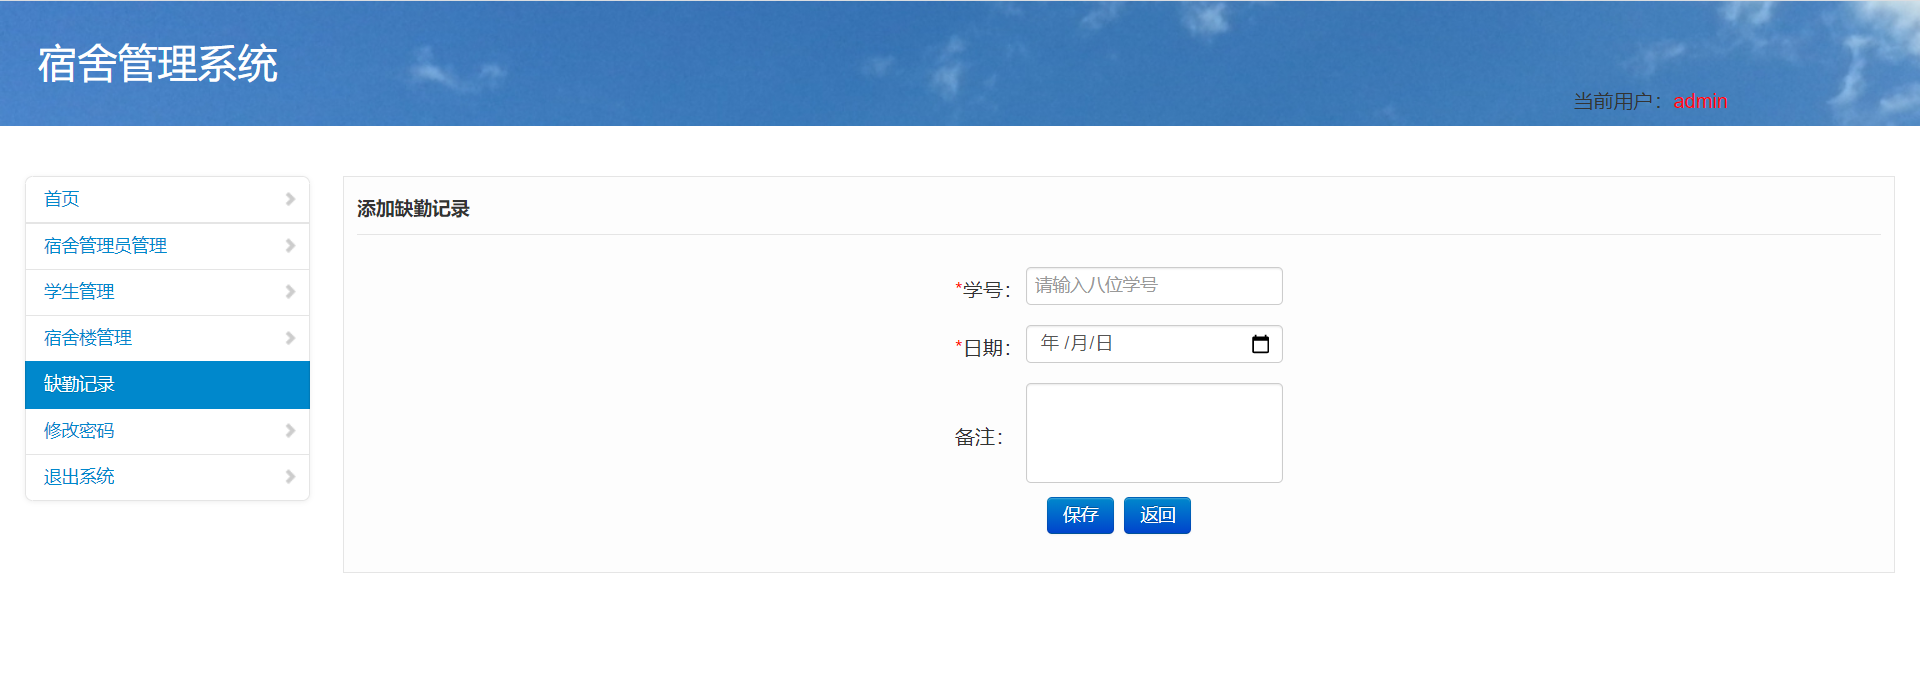 宿舍管理系统
当前用户：admin
首页
宿舍管理员管理
学生管理
宿舍楼管理
缺勤记录
修改密码
退出系统
添加缺勤记录
*学号：
请输入八位学号
*日期：
年 /月/日
备注：
保存
返回